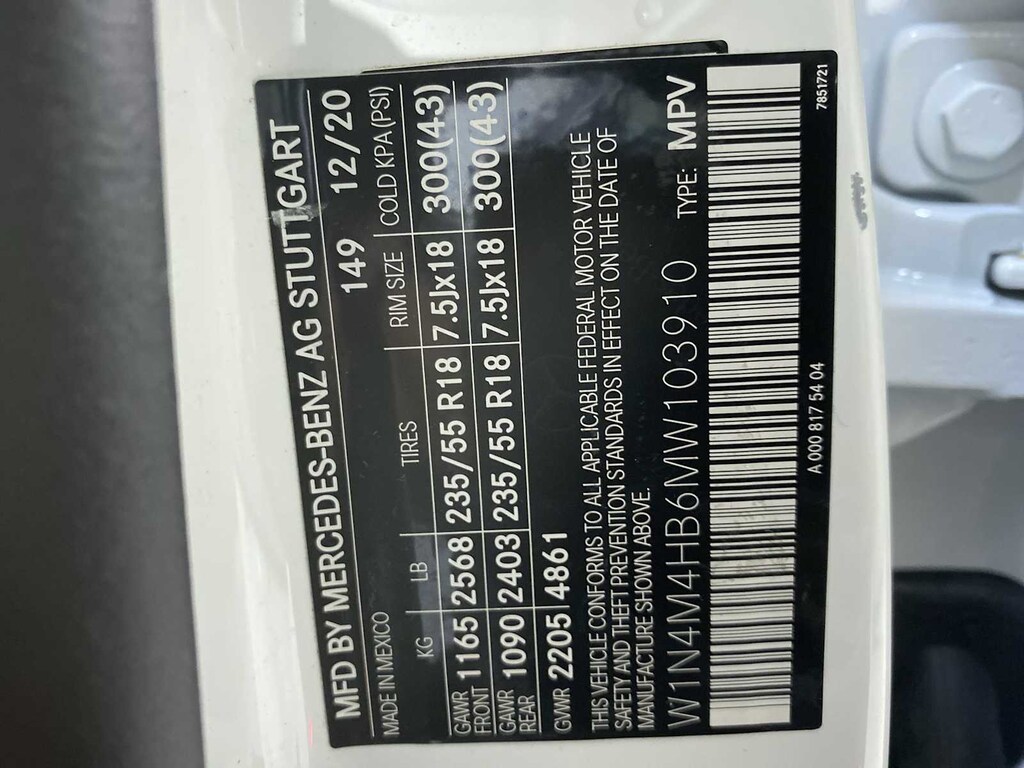 MFD BY MERCEDES-BENZ AG STUTTGART
MADE IN MEXICO 149 12/20
KG LB TIRES RIM SIZE COLD KPA (PSI)
GAWR FRONT 1165 2568 235/55 R18 7.5Jx18 300(43)
GAWR REAR 1090 2403 235/55 R18 7.5Jx18 300(43)
GVWR 2205 4861
THIS VEHICLE CONFORMS TO ALL APPLICABLE FEDERAL MOTOR VEHICLE
SAFETY AND THEFT PREVENTION STANDARDS IN EFFECT ON THE DATE OF
MANUFACTURE SHOWN ABOVE.
W1N4M4HB6MW103910 TYPE: MPV
A 000 817 54 04 7851721